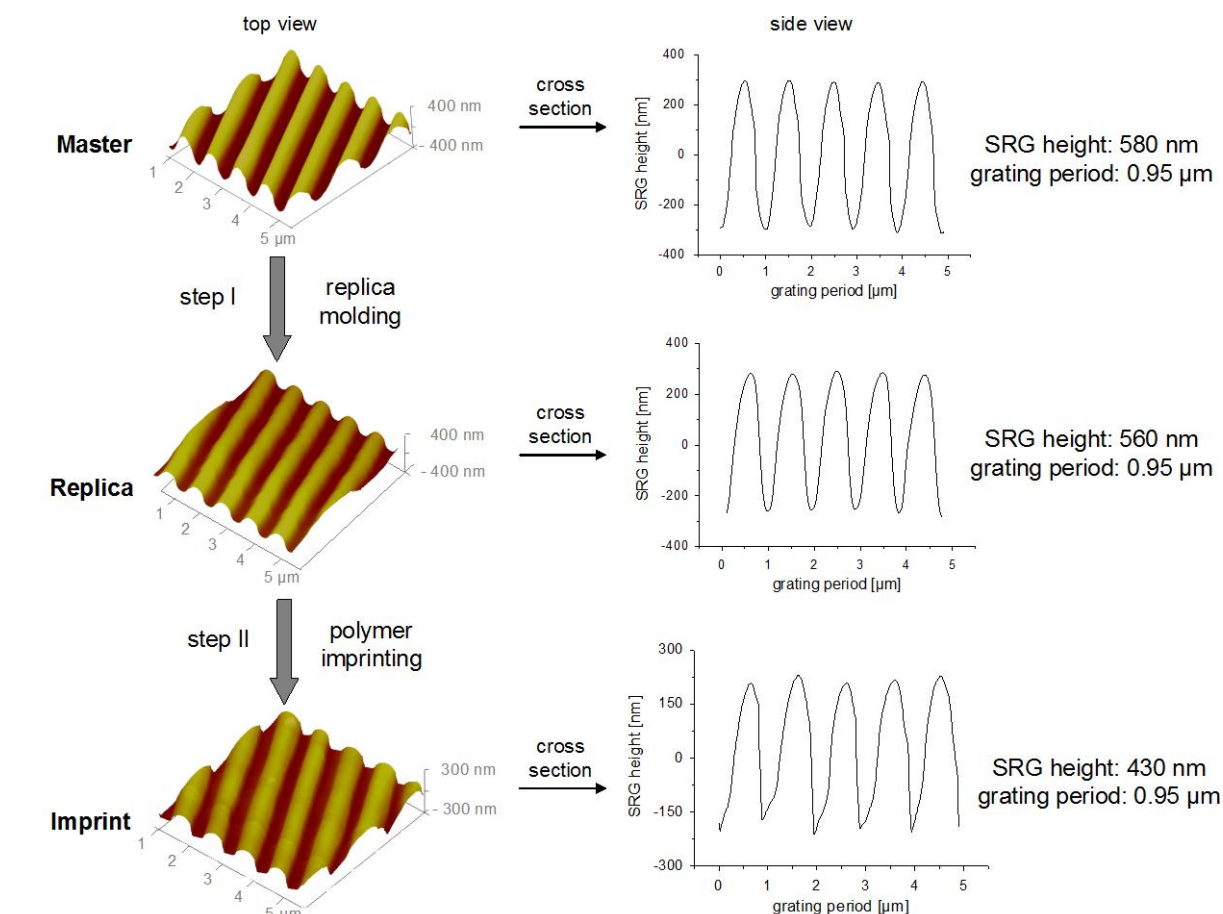 top view
side view
Master
1
2
3
4
5 µm
400 nm
- 400 nm
cross
section
SRG height [nm]
400
200
0
-200
-400
0
1
2
3
4
5
grating period [µm]
SRG height: 580 nm
grating period: 0.95 µm
step I
replica
molding
Replica
1
2
3
4
5 µm
400 nm
- 400 nm
cross
section
SRG height [nm]
400
200
0
-200
-400
0
1
2
3
4
5
grating period [µm]
SRG height: 560 nm
grating period: 0.95 µm
step II
polymer
imprinting
Imprint
1
2
3
4
5 µm
300 nm
- 300 nm
cross
section
SRG height [nm]
300
150
0
-150
-300
0
1
2
3
4
5
grating period [µm]
SRG height: 430 nm
grating period: 0.95 µm